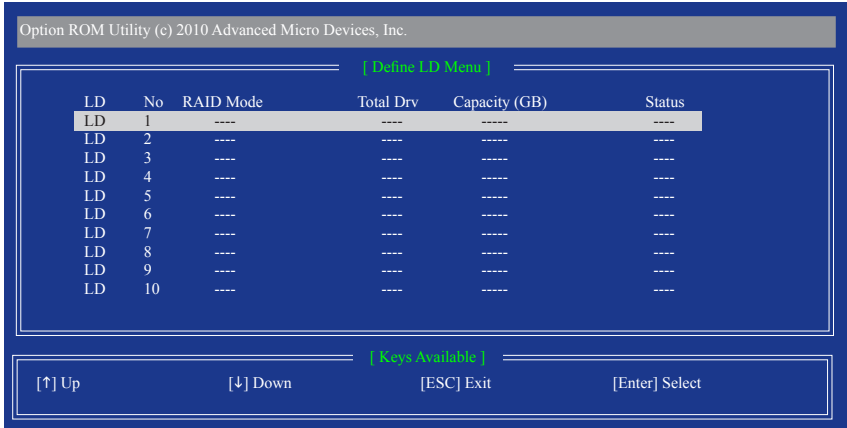 Option ROM Utility (c) 2010 Advanced Micro Devices, Inc.
[ Define LD Menu ]
LD No RAID Mode Total Drv Capacity (GB) Status
LD 1 ---- ---- ----- ----
LD 2 ---- ---- ----- ----
LD 3 ---- ---- ----- ----
LD 4 ---- ---- ----- ----
LD 5 ---- ---- ----- ----
LD 6 ---- ---- ----- ----
LD 7 ---- ---- ----- ----
LD 8 ---- ---- ----- ----
LD 9 ---- ---- ----- ----
LD 10 ---- ---- ----- ----
[ Keys Available ]
[↑] Up [↓] Down [ESC] Exit [Enter] Select